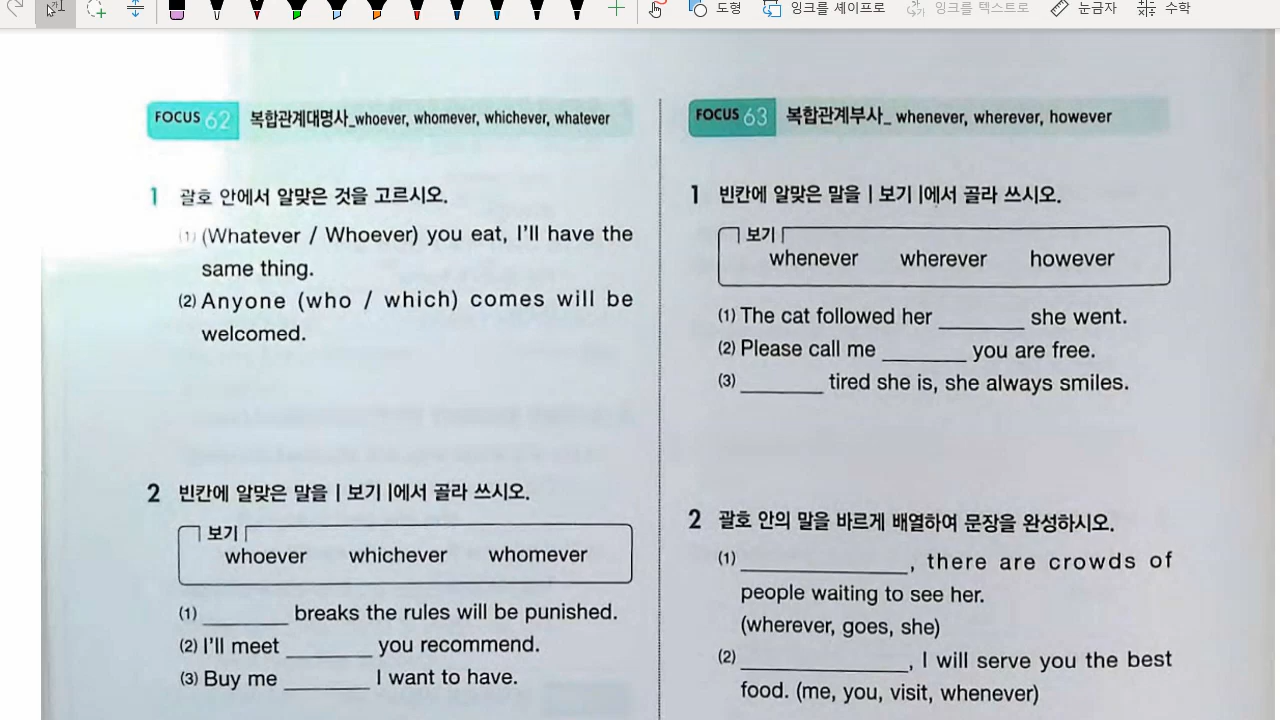 도형
잉크를 셰이프로
잉크를 텍스트로
눈금자
수학
FOCUS 62 복합관계대명사_whoever, whomever, whichever, whatever
1 괄호 안에서 알맞은 것을 고르시오.
(1) (Whatever / Whoever) you eat, I'll have the
same thing.
(2) Anyone (who / which) comes will be
welcomed.
2 빈칸에 알맞은 말을 | 보기 |에서 골라 쓰시오.
보기
whoever whichever whomever
(1) ________ breaks the rules will be punished.
(2) I'll meet ________ you recommend.
(3) Buy me ________ I want to have.
FOCUS 63 복합관계부사_ whenever, wherever, however
1 빈칸에 알맞은 말을 | 보기 |에서 골라 쓰시오.
보기
whenever wherever however
(1) The cat followed her ________ she went.
(2) Please call me ________ you are free.
(3) ________ tired she is, she always smiles.
2 괄호 안의 말을 바르게 배열하여 문장을 완성하시오.
(1) ________________, there are crowds of
people waiting to see her.
(wherever, goes, she)
(2) ________________, I will serve you the best
food. (me, you, visit, whenever)